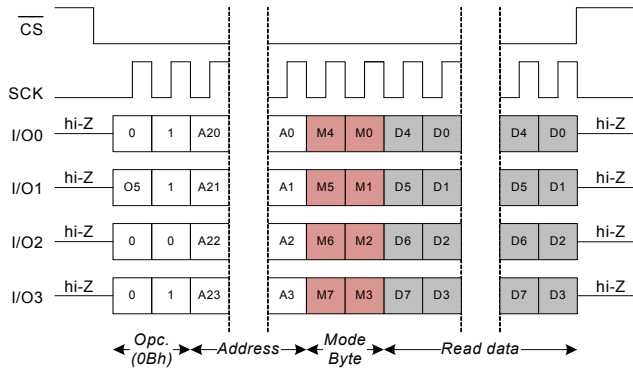 CS
SCK
I/O0 hi-Z 0 1 A20 A0 M4 M0 D4 D0 D4 D0 hi-Z
I/O1 hi-Z O5 1 A21 A1 M5 M1 D5 D1 D5 D1 hi-Z
I/O2 hi-Z 0 0 A22 A2 M6 M2 D6 D2 D6 D2 hi-Z
I/O3 hi-Z 0 1 A23 A3 M7 M3 D7 D3 D7 D3 hi-Z
Opc. Address Mode Read data
(0Bh) Byte